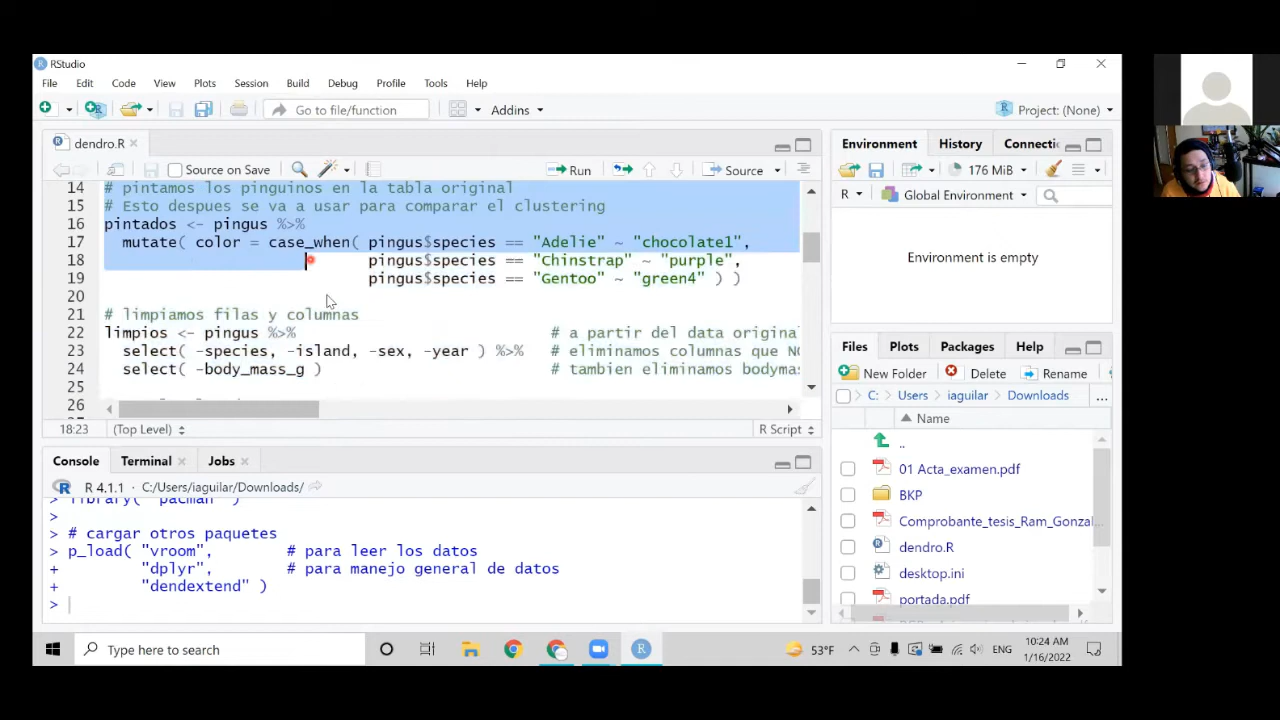 RStudio
File Edit Code View Plots Session Build Debug Profile Tools Help
Go to file/function Addins Project: (None)
dendro.R
Source on Save Run Source
14 # pintamos los pinguinos en la tabla original
15 # Esto despues se va a usar para comparar el clustering
16 pintados <- pingus %>%
17 mutate( color = case_when( pingus$species == "Adelie" ~ "chocolate1",
18 pingus$species == "Chinstrap" ~ "purple",
19 pingus$species == "Gentoo" ~ "green4" ) )
20
21 # limpiamos filas y columnas
22 limpios <- pingus %>% # a partir del data original
23 select( -species, -island, -sex, -year ) %>% # eliminamos columnas que NO
24 select( -body_mass_g ) # tambien eliminamos bodymas
25
26
18:23 (Top Level) R Script
Console Terminal Jobs
R 4.1.1 · C:/Users/iaguilar/Downloads/
> library( "pacman" )
>
> # cargar otros paquetes
> p_load( "vroom", # para leer los datos
+ "dplyr", # para manejo general de datos
+ "dendextend" )
>
Environment History Connecti
176 MiB
R Global Environment
Environment is empty
Files Plots Packages Help
New Folder Delete Rename
C: Users iaguilar Downloads ...
Name
..
01 Acta_examen.pdf
BKP
Comprobante_tesis_Ram_Gonzal
dendro.R
desktop.ini
portada.pdf
Type here to search
53°F ENG 10:24 AM
1/16/2022